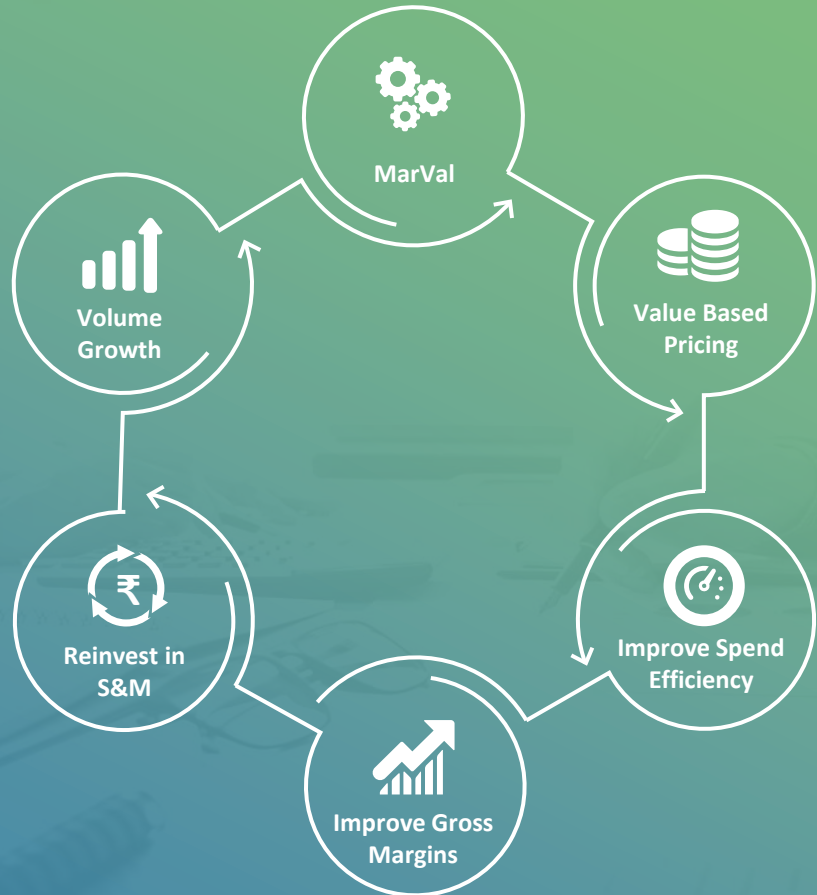 MarVal
Value Based
Pricing
Improve Spend
Efficiency
Improve Gross
Margins
₹
Reinvest in
S&M
Volume
Growth